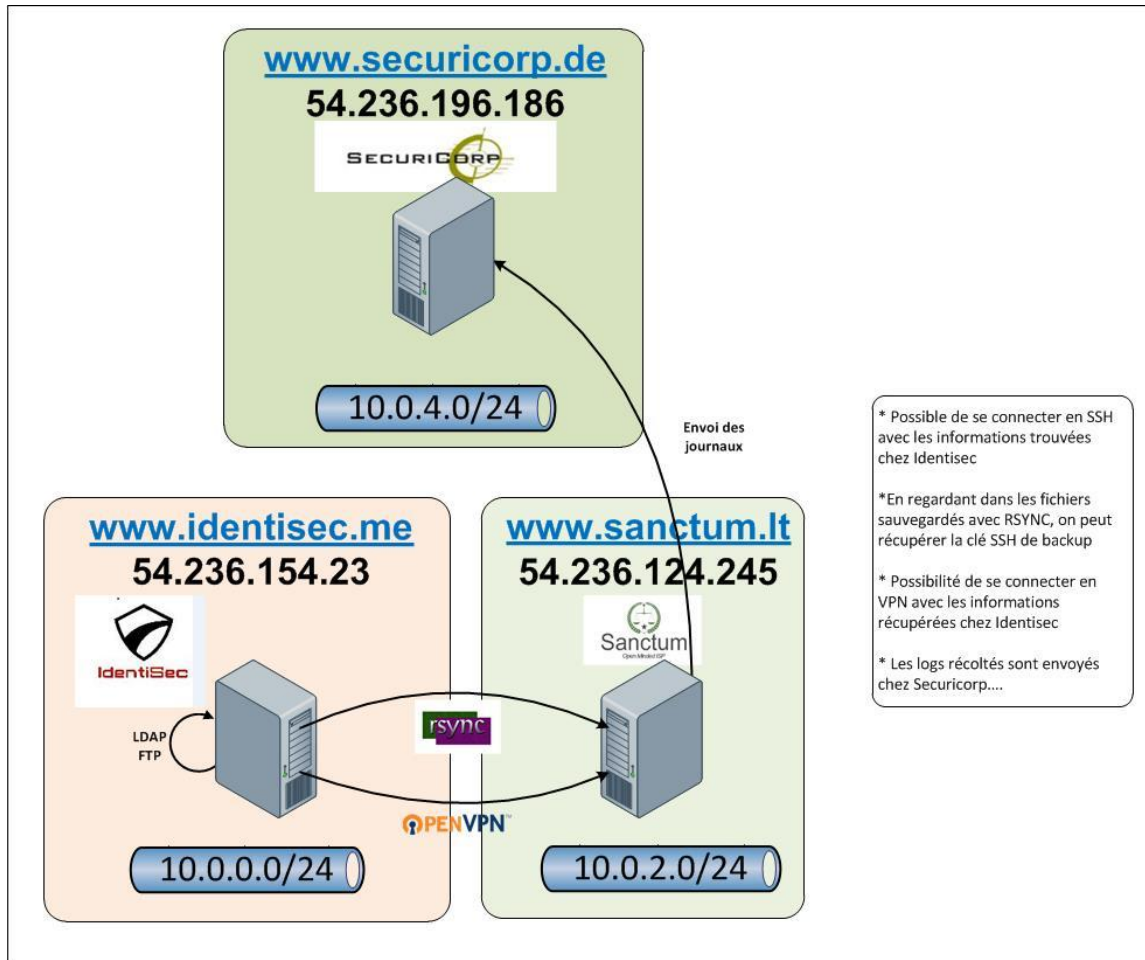 www.securicorp.de
54.236.196.186
SECURICORP
10.0.4.0/24
Envoi des
journaux
www.identisec.me
54.236.154.23
IdentiSec
LDAP
FTP
rsync
OPENVPN™
10.0.0.0/24
www.sanctum.lt
54.236.124.245
Sanctum
Open Minded ISP
10.0.2.0/24
* Possible de se connecter en SSH
avec les informations trouvées
chez Identisec
*En regardant dans les fichiers
sauvegardés avec RSYNC, on peut
récupérer la clé SSH de backup
* Possibilité de se connecter en
VPN avec les informations
récupérées chez Identisec
* Les logs récoltés sont envoyés
chez Securicorp....